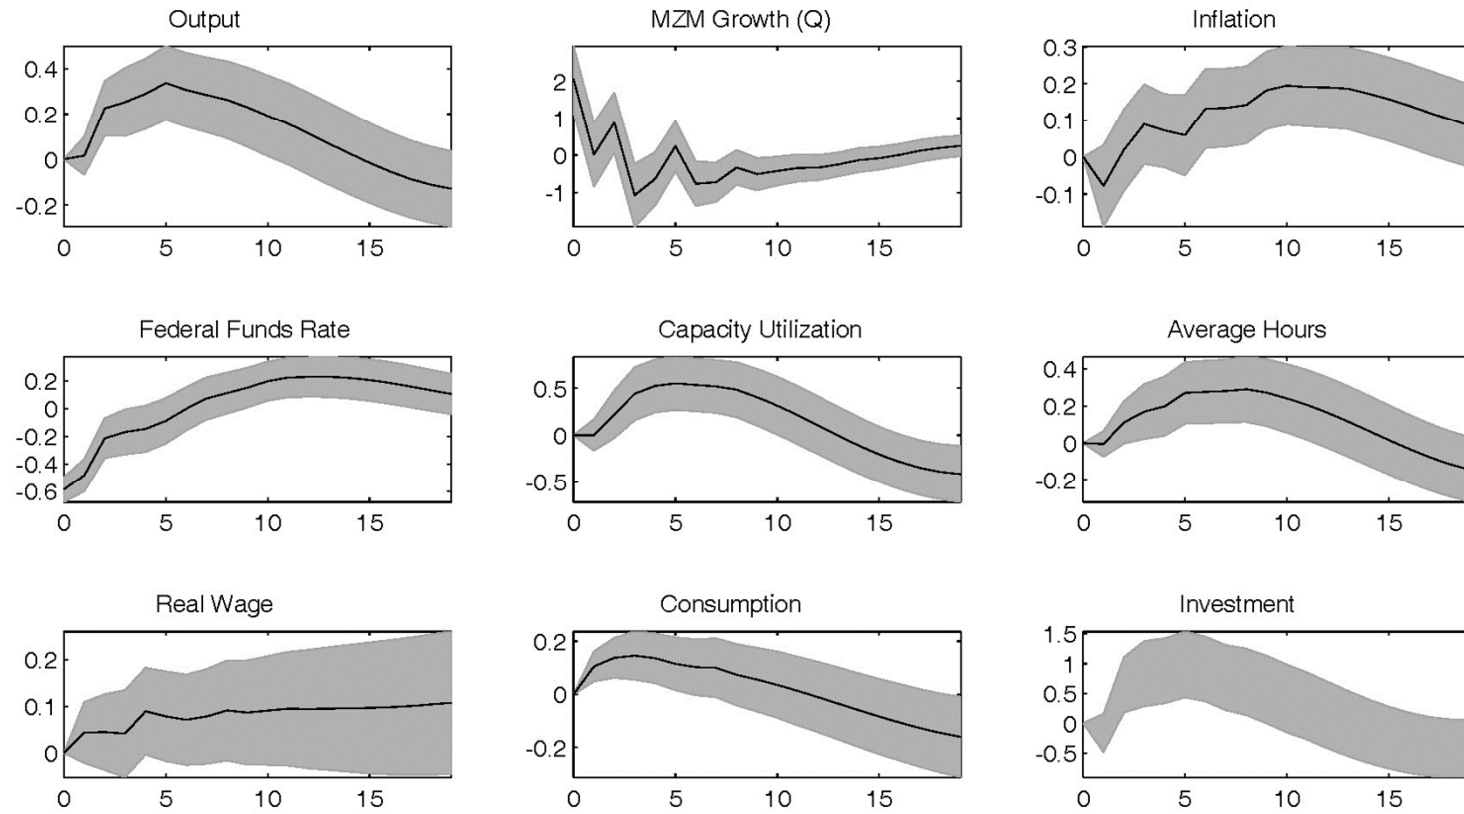 Output
0.4
0.2
0
-0.2
0 5 10 15
MZM Growth (Q)
2
1
0
-1
0 5 10 15
Inflation
0.3
0.2
0.1
0
-0.1
0 5 10 15
Federal Funds Rate
0.2
0
-0.2
-0.4
-0.6
0 5 10 15
Capacity Utilization
0.5
0
-0.5
0 5 10 15
Average Hours
0.4
0.2
0
-0.2
0 5 10 15
Real Wage
0.2
0.1
0
0 5 10 15
Consumption
0.2
0
-0.2
0 5 10 15
Investment
1.5
1
0.5
0
-0.5
0 5 10 15